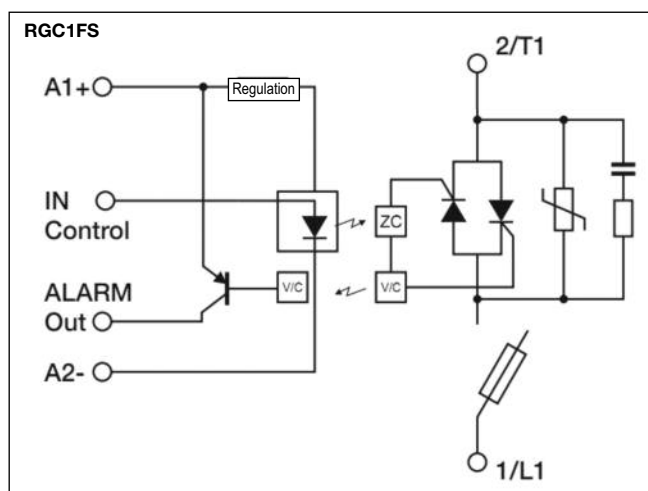 RGC1FS
2/T1
A1+
Regulation
IN
Control
ZC
ALARM
Out
V/C
V/C
A2-
1/L1